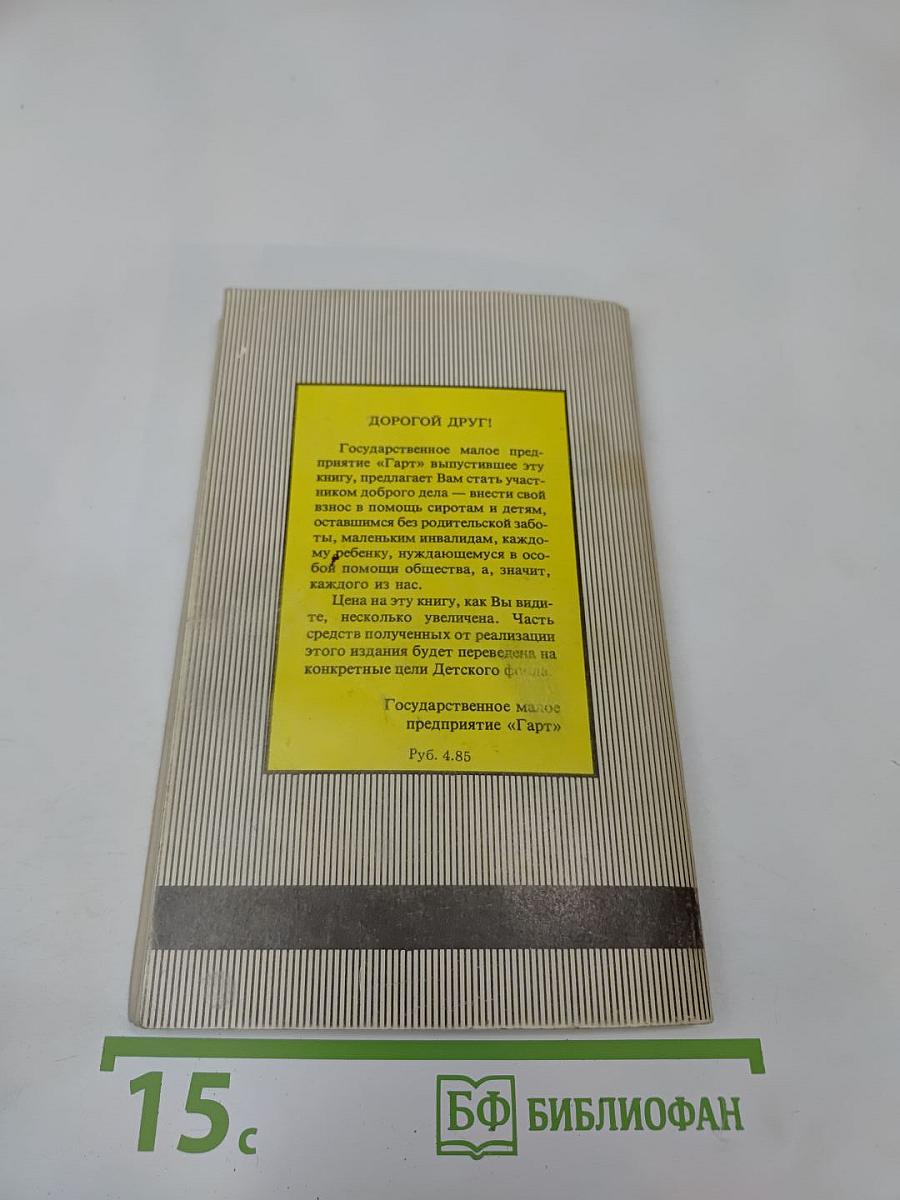 ДОРОГОЙ ДРУГ!
Государственное малое пред-
приятие «Гарт» выпустившее эту
книгу, предлагает Вам стать участ-
ником доброго дела — внести свой
взнос в помощь сиротам и детям,
оставшимся без родительской забо-
ты, маленьким инвалидам, каждо-
му ребенку, нуждающемуся в осо-
бой помощи общества, а, значит,
каждого из нас.
Цена на эту книгу, как Вы види-
те, несколько увеличена. Часть
средств полученных от реализации
этого издания будет переведена на
конкретные цели Детского фонда.
Государственное малое
предприятие «Гарт»
Руб. 4.85
15 с
БФ БИБЛИОФАН